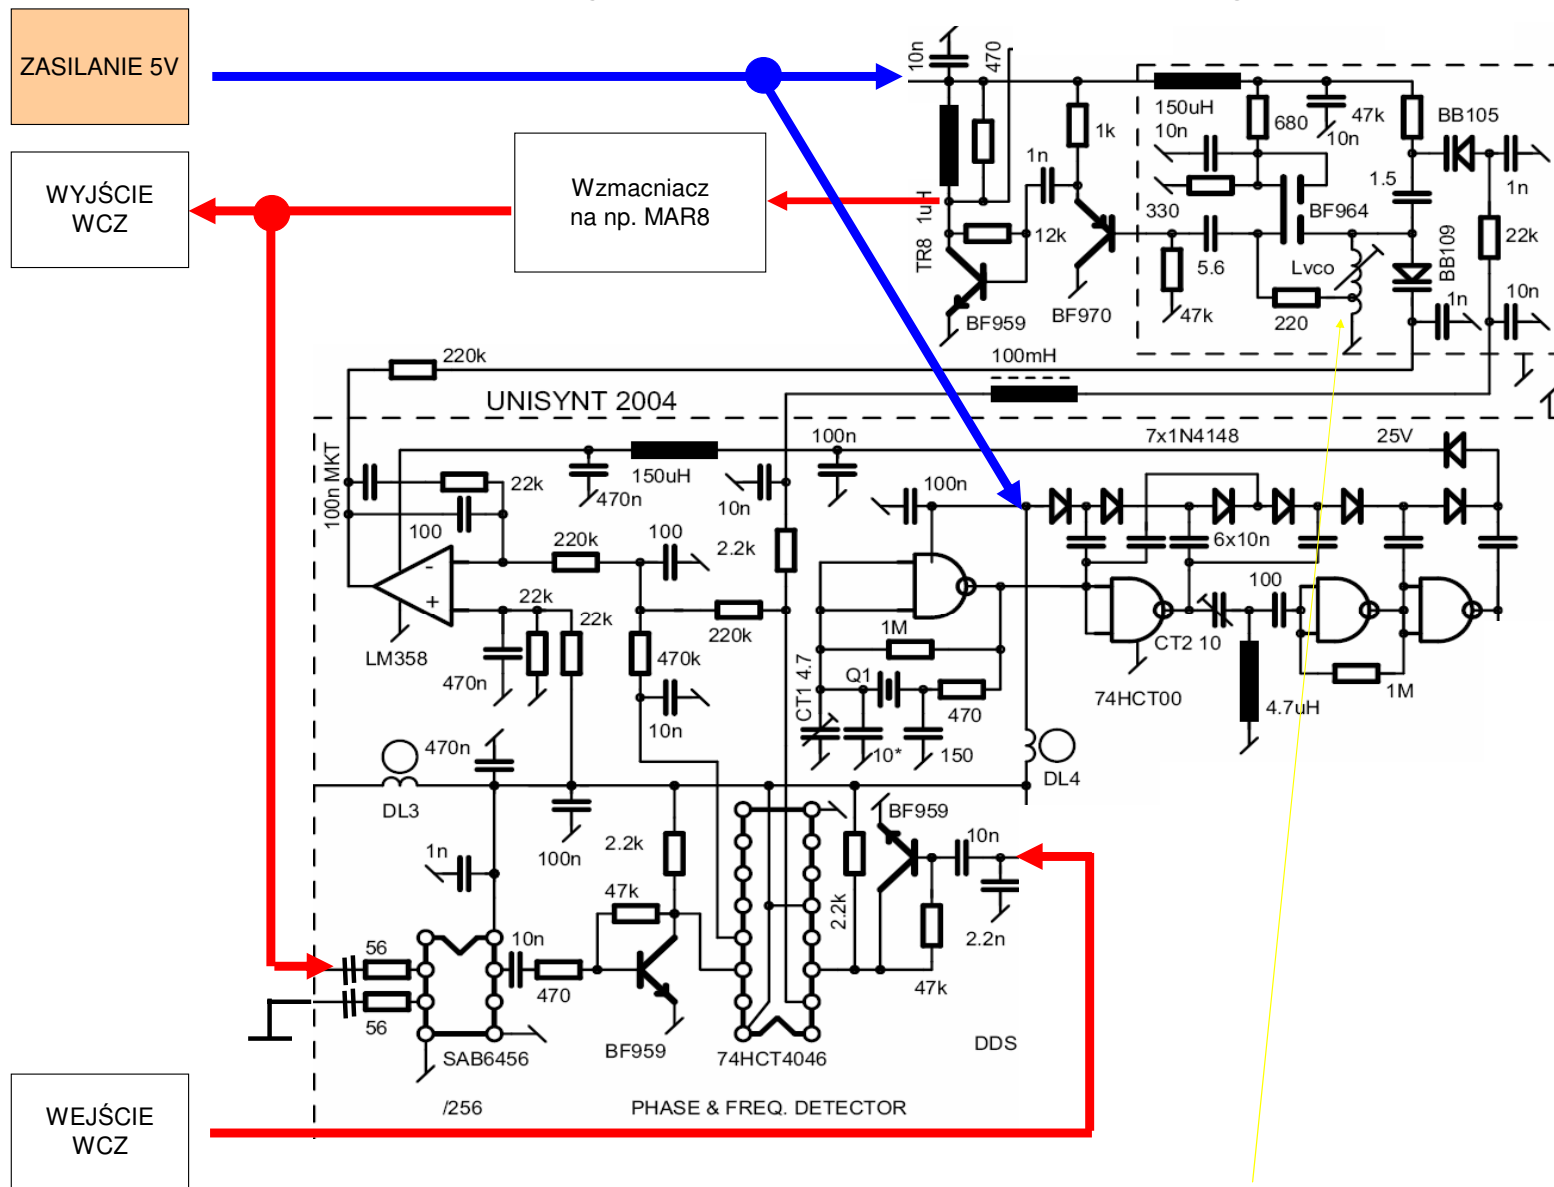 ZASILANIE 5V
WYJŚCIE
WCZ
Wzmacniacz
na np. MAR8
10n
470
1uH
TR8
1k
1n
12k
BF959
BF970
150uH
10n
680
47k
10n
BB105
1n
330
BF964
1.5
22k
5.6
Lvco
BB109
47k
220
1n
10n
220k
100mH
UNISYNT 2004
100n MKT
22k
100
470n
150uH
10n
100n
7x1N4148
25V
100n
2.2k
6x10n
220k
100
220k
22k
22k
LM358
470n
470k
10n
1M
CT1 4.7
Q1
470
10*
150
CT2 10
100
74HCT00
4.7uH
1M
470n
DL3
DL4
100n
1n
2.2k
47k
BF959
10n
2.2k
2.2n
47k
56
56
10n
470
SAB6456
BF959
74HCT4046
DDS
/256
PHASE & FREQ. DETECTOR
WEJŚCIE
WCZ